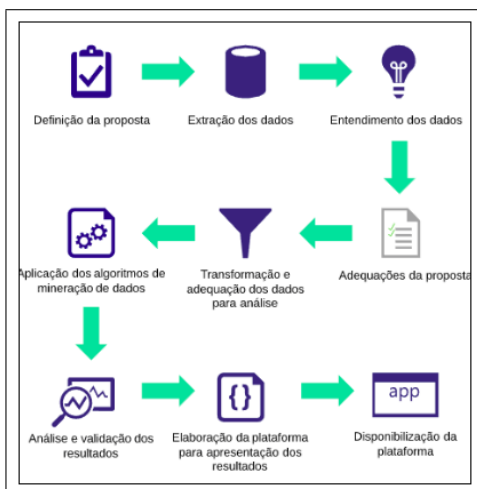 Definição da proposta
Extração dos dados
Entendimento dos dados
Aplicação dos algoritmos de
mineração de dados
Transformação e
adequação dos dados
para análise
Adequações da proposta
Análise e validação dos
resultados
{}
Elaboração da plataforma
para apresentação dos
resultados
app
Disponibilização da
plataforma